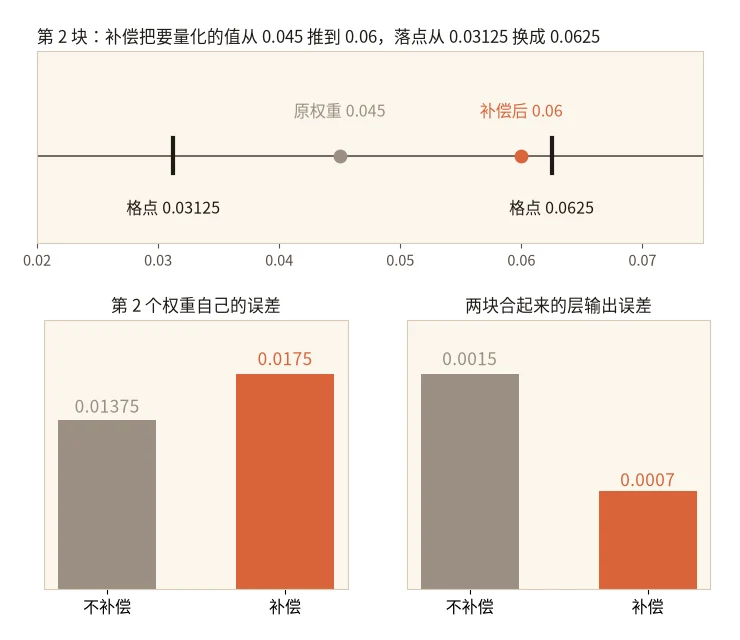 第 2 块：补偿把要量化的值从 0.045 推到 0.06，落点从 0.03125 换成 0.0625
原权重 0.045
补偿后 0.06
格点 0.03125
格点 0.0625
0.02
0.03
0.04
0.05
0.06
0.07
第 2 个权重自己的误差
0.01375
0.0175
不补偿
补偿
两块合起来的层输出误差
0.0015
0.0007
不补偿
补偿